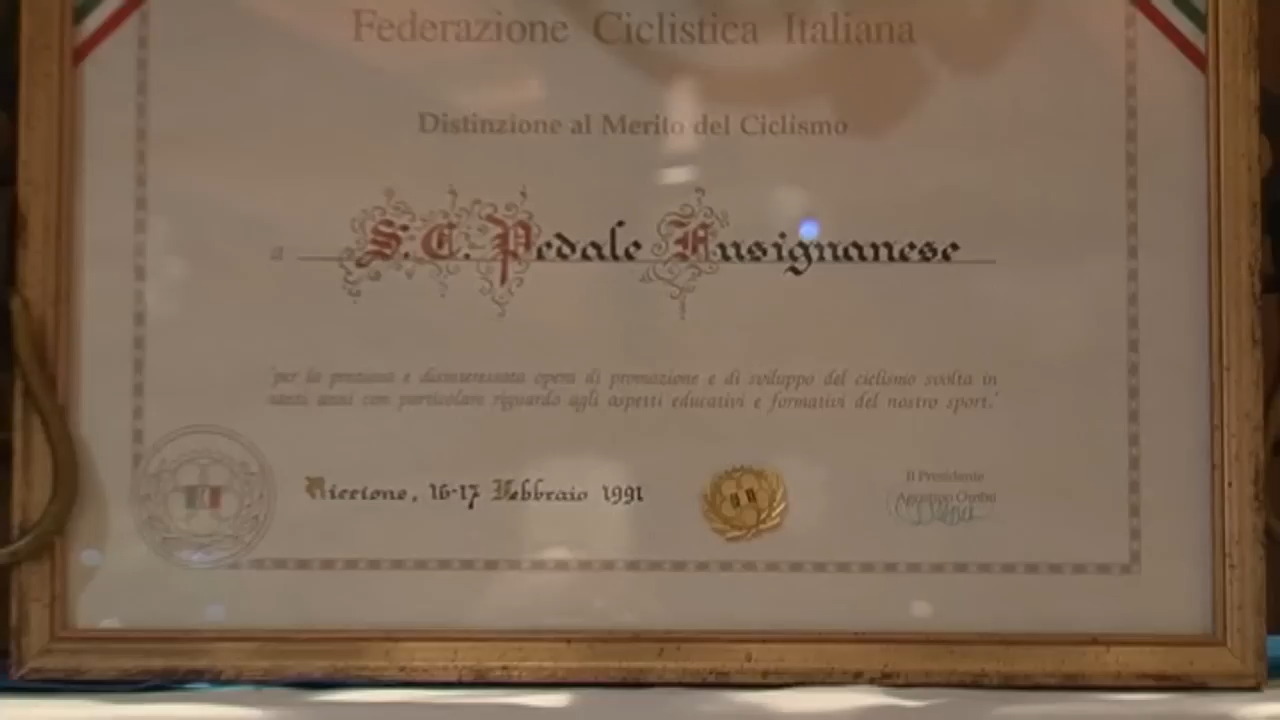 Federazione Ciclistica Italiana
Distinzione al Merito del Ciclismo
a S.C. Pedale Fusignanese
"per la preziosa e disinteressata opera di promozione e di sviluppo del ciclismo svolta in
tanti anni con particolare riguardo agli aspetti educativi e formativi del nostro sport."
Riccione, 16-17 Febbraio 1991
Il Presidente
Agostino Omini